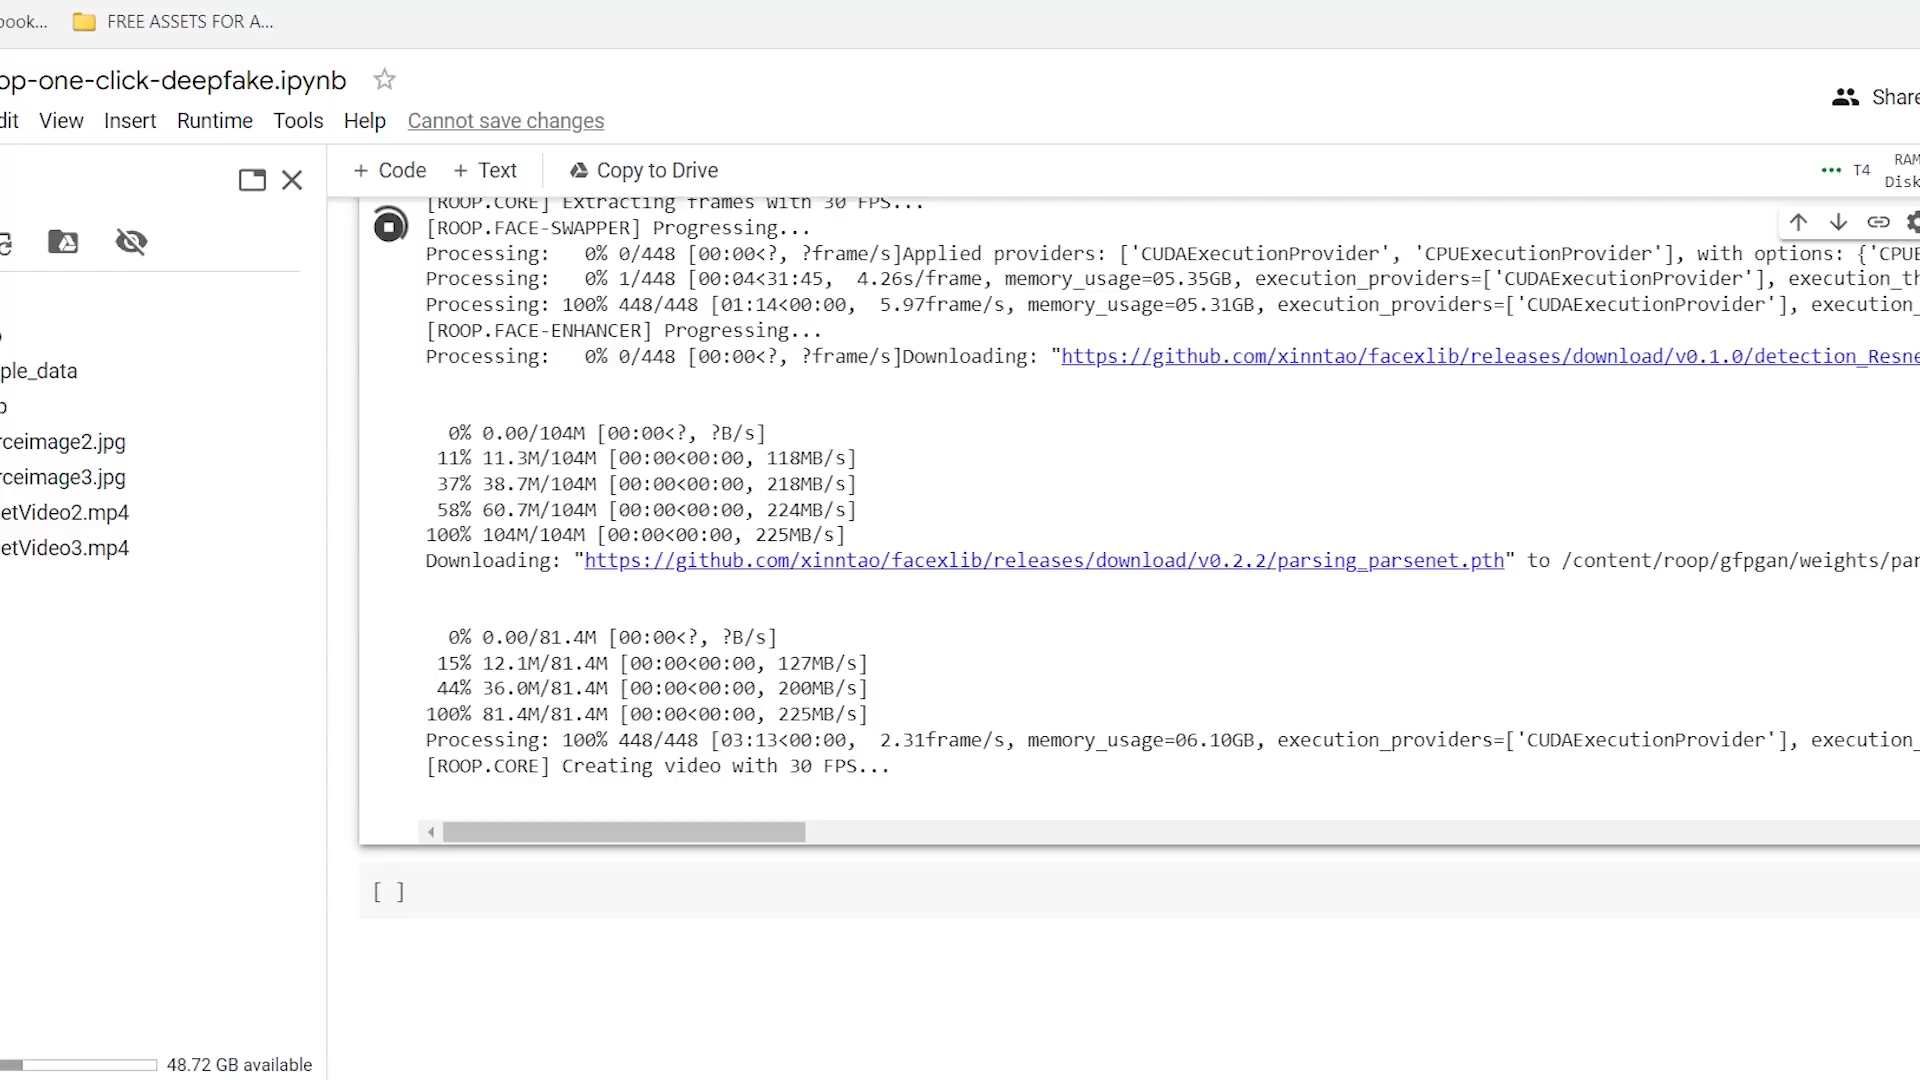 book...
FREE ASSETS FOR A...
op-one-click-deepfake.ipynb
Share
dit View Insert Runtime Tools Help Cannot save changes
+ Code + Text Copy to Drive
T4
RAM
Disk
[ROOP.CORE] Extracting frames with 30 FPS...
[ROOP.FACE-SWAPPER] Progressing...
Processing:   0% 0/448 [00:00<?, ?frame/s]Applied providers: ['CUDAExecutionProvider', 'CPUExecutionProvider'], with options: {'CPUE
Processing:   0% 1/448 [00:04<31:45,  4.26s/frame, memory_usage=05.35GB, execution_providers=['CUDAExecutionProvider'], execution_th
Processing: 100% 448/448 [01:14<00:00,  5.97frame/s, memory_usage=05.31GB, execution_providers=['CUDAExecutionProvider'], execution_
[ROOP.FACE-ENHANCER] Progressing...
Processing:   0% 0/448 [00:00<?, ?frame/s]Downloading: "https://github.com/xinntao/facexlib/releases/download/v0.1.0/detection_Resne
0% 0.00/104M [00:00<?, ?B/s]
11% 11.3M/104M [00:00<00:00, 118MB/s]
37% 38.7M/104M [00:00<00:00, 218MB/s]
58% 60.7M/104M [00:00<00:00, 224MB/s]
100% 104M/104M [00:00<00:00, 225MB/s]
Downloading: "https://github.com/xinntao/facexlib/releases/download/v0.2.2/parsing_parsenet.pth" to /content/roop/gfpgan/weights/par
0% 0.00/81.4M [00:00<?, ?B/s]
15% 12.1M/81.4M [00:00<00:00, 127MB/s]
44% 36.0M/81.4M [00:00<00:00, 200MB/s]
100% 81.4M/81.4M [00:00<00:00, 225MB/s]
Processing: 100% 448/448 [03:13<00:00,  2.31frame/s, memory_usage=06.10GB, execution_providers=['CUDAExecutionProvider'], execution_
[ROOP.CORE] Creating video with 30 FPS...
[ ]
ple_data
p
rceimage2.jpg
rceimage3.jpg
etVideo2.mp4
etVideo3.mp4
48.72 GB available